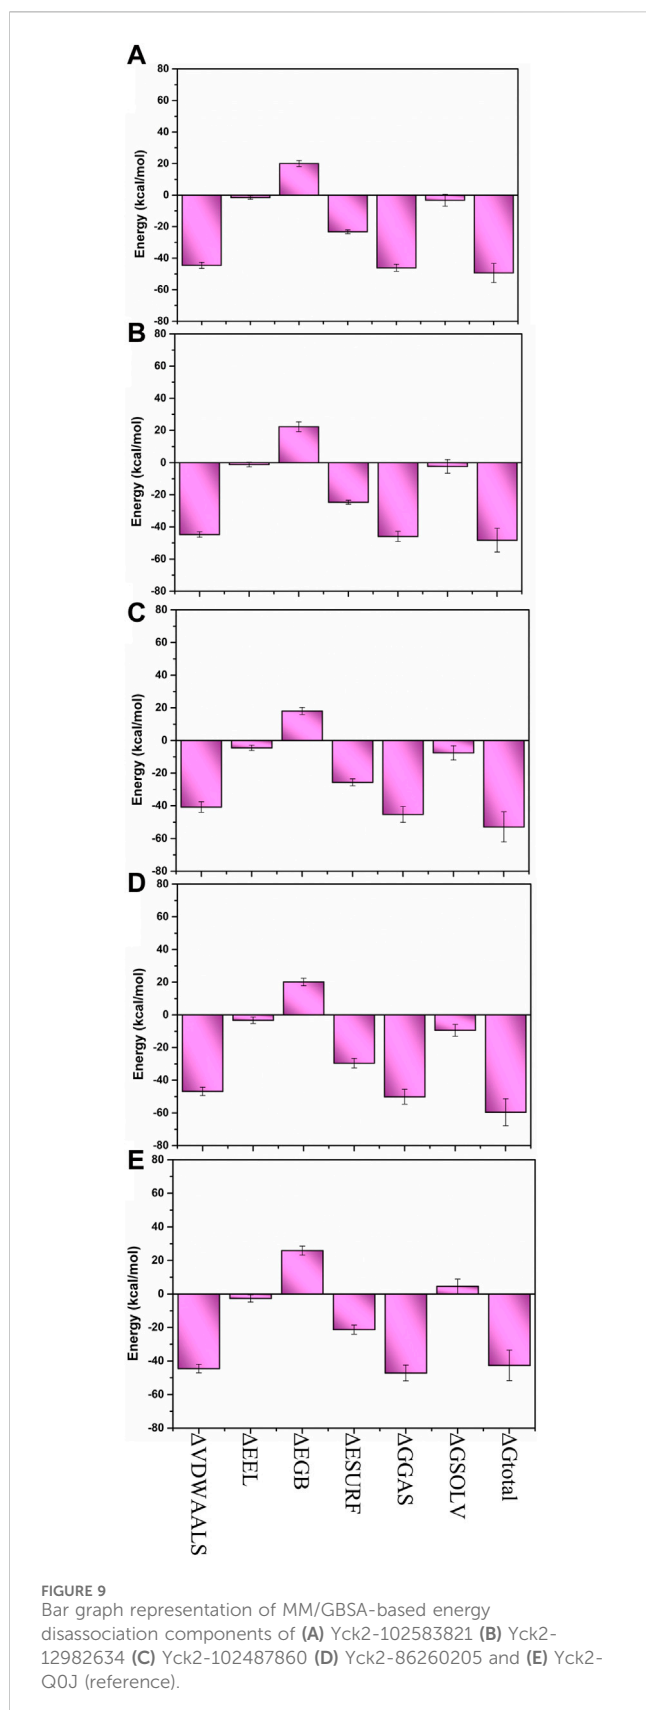 A
Energy (kcal/mol)
80
60
40
20
0
-20
-40
-60
-80
B
Energy (kcal/mol)
80
60
40
20
0
-20
-40
-60
-80
C
Energy (kcal/mol)
80
60
40
20
0
-20
-40
-60
-80
D
Energy (kcal/mol)
80
60
40
20
0
-20
-40
-60
-80
E
Energy (kcal/mol)
80
60
40
20
0
-20
-40
-60
-80
ΔVDWAALS
ΔEEL
ΔEGB
ΔESURF
ΔGGAS
ΔGSOLV
ΔGtotal
FIGURE 9
Bar graph representation of MM/GBSA-based energy
disassociation components of (A) Yck2-102583821 (B) Yck2-
12982634 (C) Yck2-102487860 (D) Yck2-86260205 and (E) Yck2-
Q0J (reference).